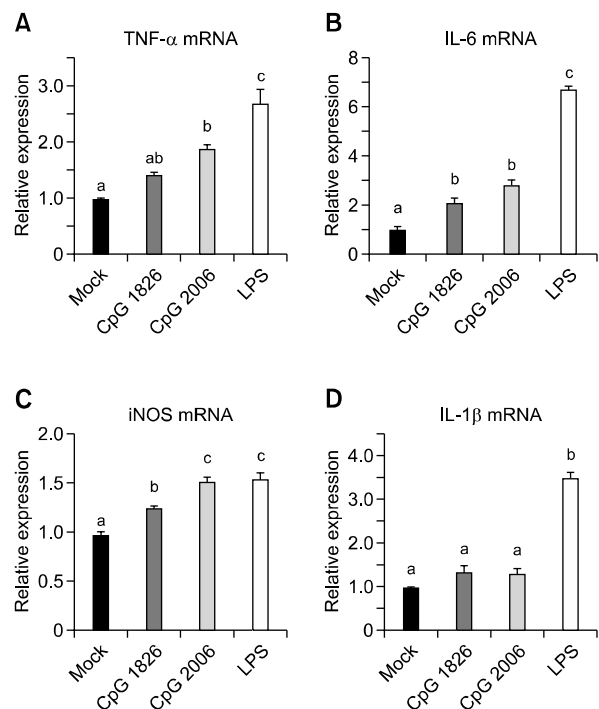 A
TNF-α mRNA
Relative expression
3.0
2.0
1.0
0
a
ab
b
c
Mock
CpG 1826
CpG 2006
LPS
B
IL-6 mRNA
Relative expression
8
6
4
2
0
a
b
b
c
Mock
CpG 1826
CpG 2006
LPS
C
iNOS mRNA
Relative expression
2.0
1.5
1.0
0.5
0
a
b
c
c
Mock
CpG 1826
CpG 2006
LPS
D
IL-1β mRNA
Relative expression
4.0
3.0
2.0
1.0
0
a
a
a
b
Mock
CpG 1826
CpG 2006
LPS